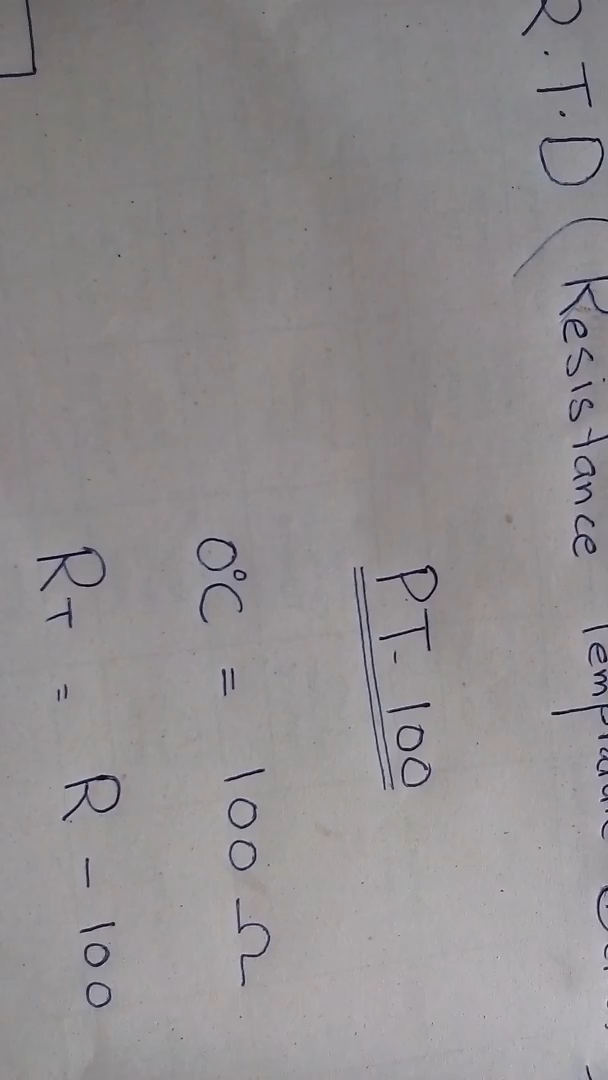 R.T.D (Resistance
PT-100
0°C = 100 Ω
RT = R - 100